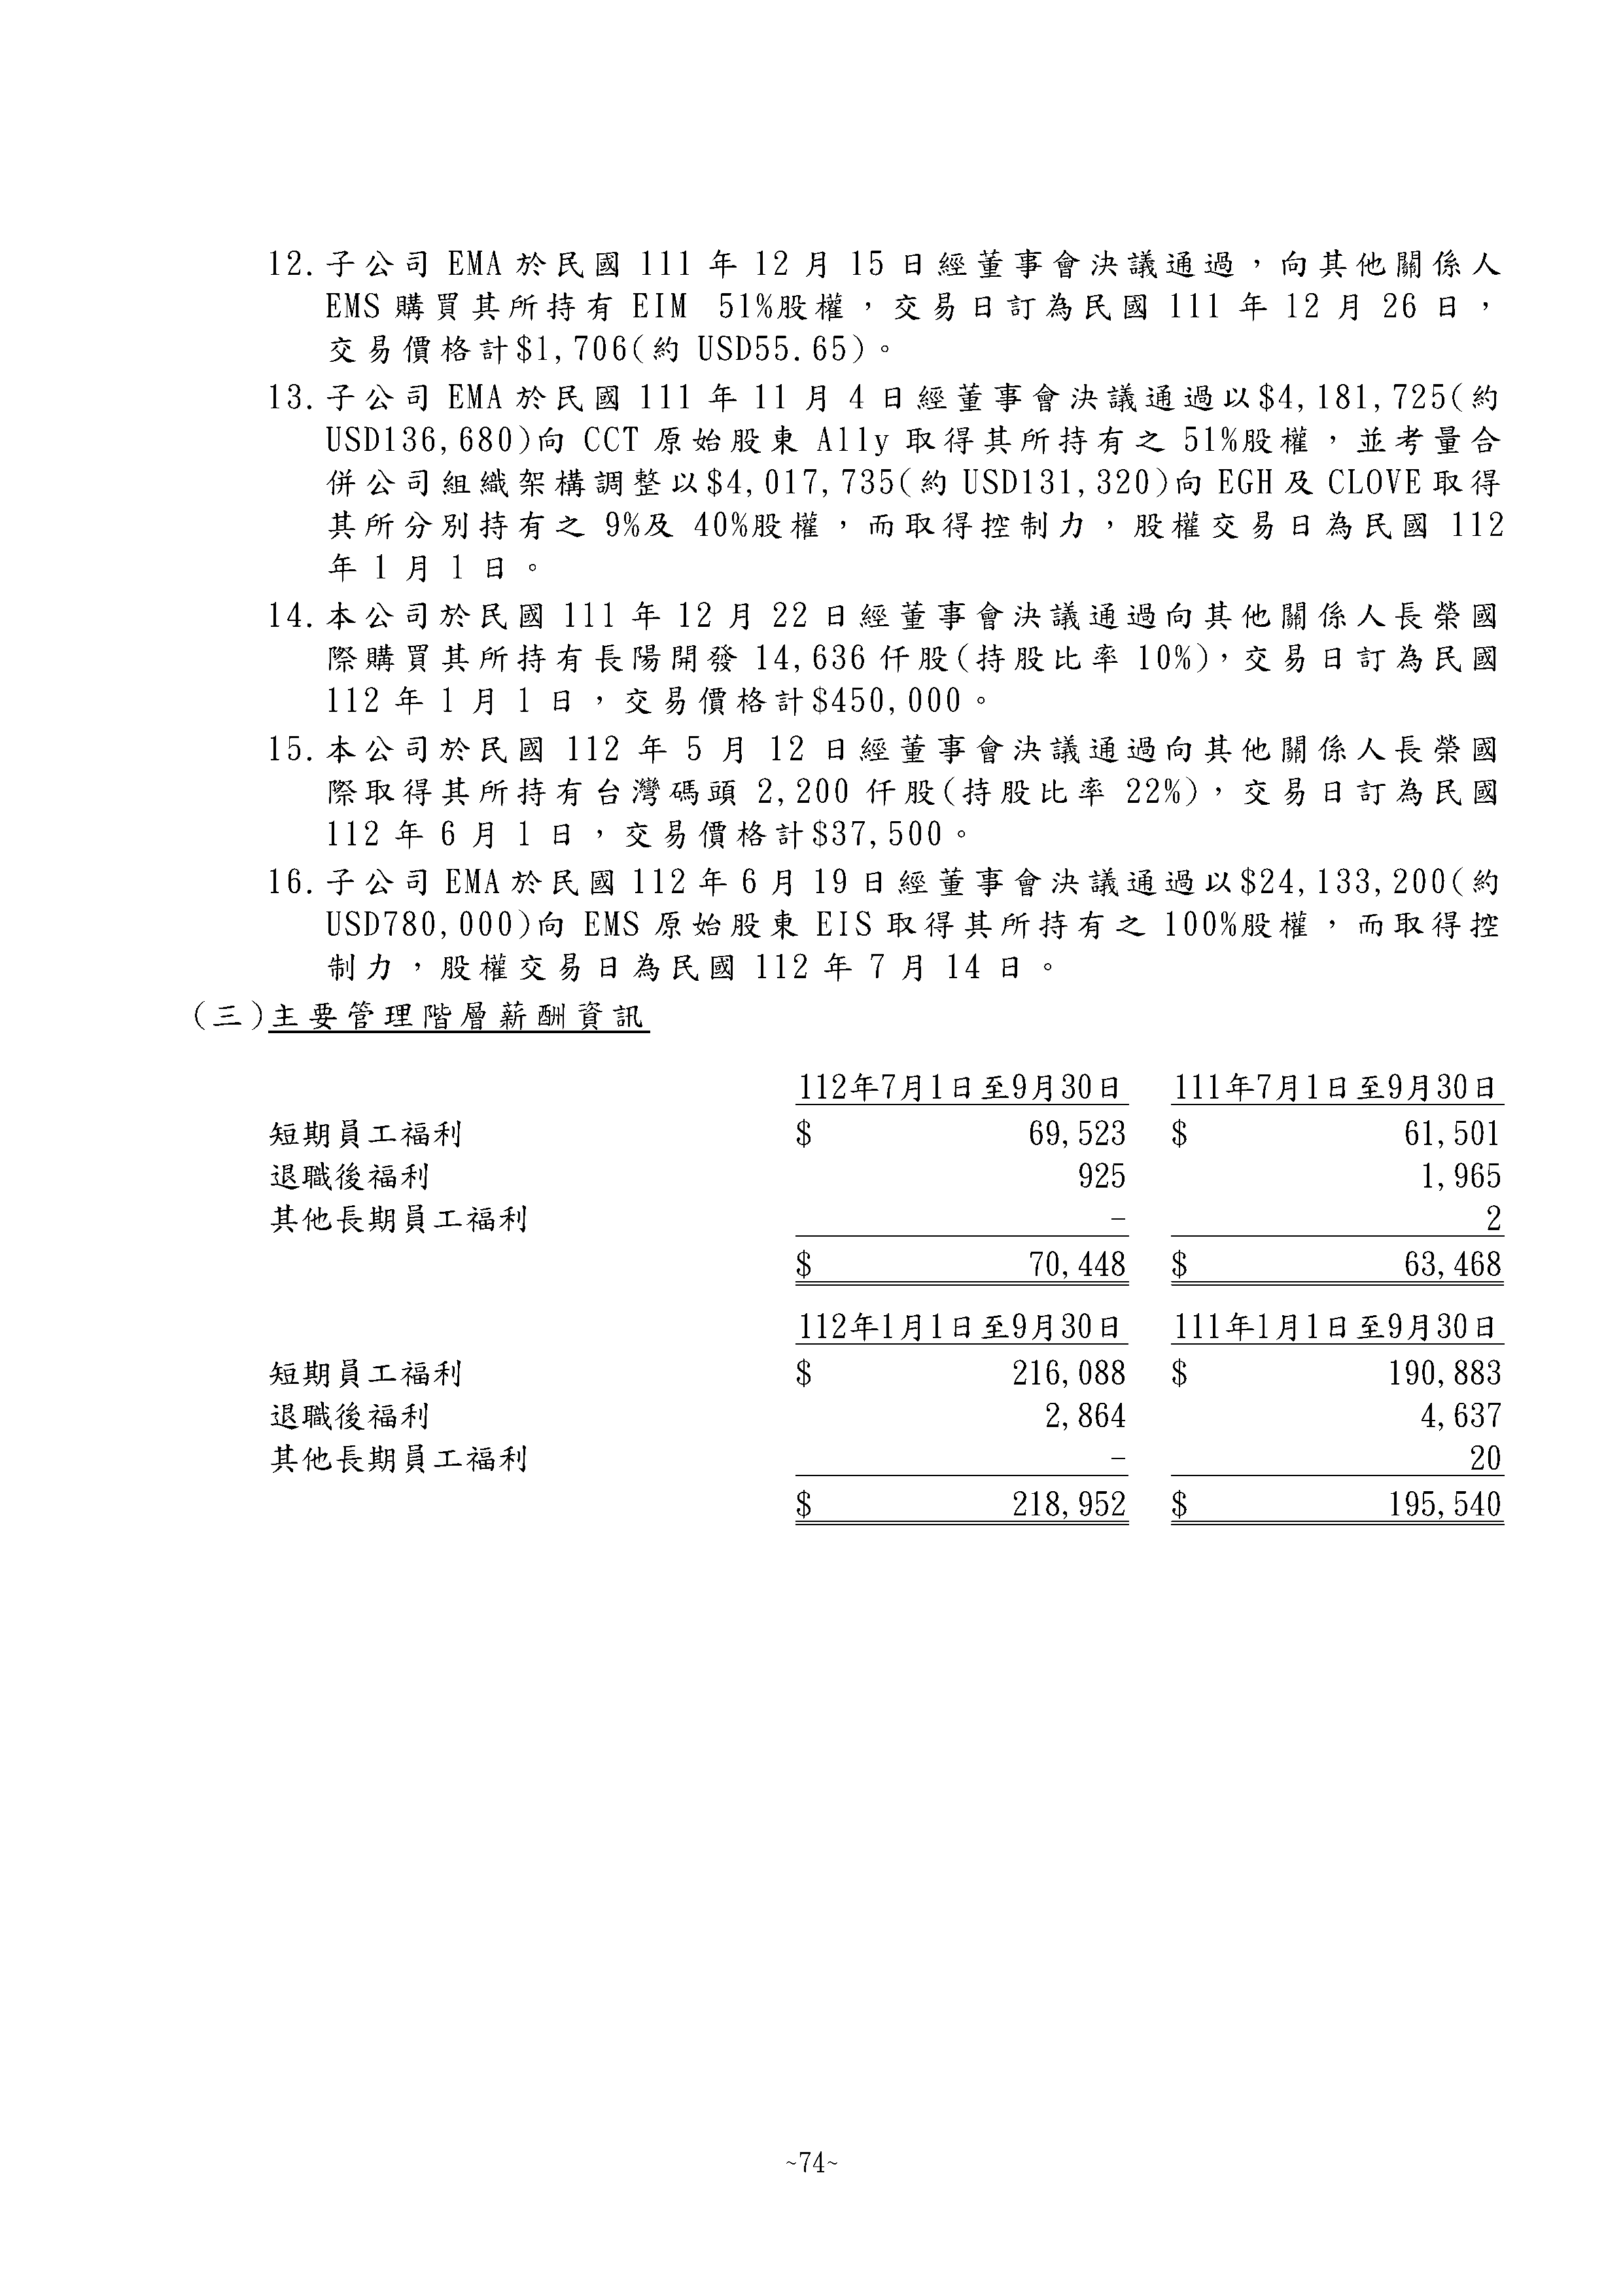 12.子公司 EMA 於民國 111 年 12 月 15 日經董事會決議通過，向其他關係人
EMS 購買其所持有 EIM 51%股權，交易日訂為民國 111 年 12 月 26 日，
交易價格計$1,706(約 USD55.65)。
13.子公司 EMA 於民國 111 年 11 月 4 日經董事會決議通過以$4,181,725(約
USD136,680)向 CCT 原始股東 Ally 取得其所持有之 51%股權，並考量合
併公司組織架構調整以$4,017,735(約 USD131,320)向 EGH 及 CLOVE 取得
其所分別持有之 9%及 40%股權，而取得控制力，股權交易日為民國 112
年 1 月 1 日。
14.本公司於民國 111 年 12 月 22 日經董事會決議通過向其他關係人長榮國
際購買其所持有長陽開發 14,636 仟股(持股比率 10%)，交易日訂為民國
112 年 1 月 1 日，交易價格計$450,000。
15.本公司於民國 112 年 5 月 12 日經董事會決議通過向其他關係人長榮國
際取得其所持有台灣碼頭 2,200 仟股(持股比率 22%)，交易日訂為民國
112 年 6 月 1 日，交易價格計$37,500。
16.子公司 EMA 於民國 112 年 6 月 19 日經董事會決議通過以$24,133,200(約
USD780,000)向 EMS 原始股東 EIS 取得其所持有之 100%股權，而取得控
制力，股權交易日為民國 112 年 7 月 14 日。
(三)主要管理階層薪酬資訊
112年7月1日至9月30日 111年7月1日至9月30日
短期員工福利 $ 69,523 $ 61,501
退職後福利 925 1,965
其他長期員工福利 - 2
$ 70,448 $ 63,468
112年1月1日至9月30日 111年1月1日至9月30日
短期員工福利 $ 216,088 $ 190,883
退職後福利 2,864 4,637
其他長期員工福利 - 20
$ 218,952 $ 195,540
~74~